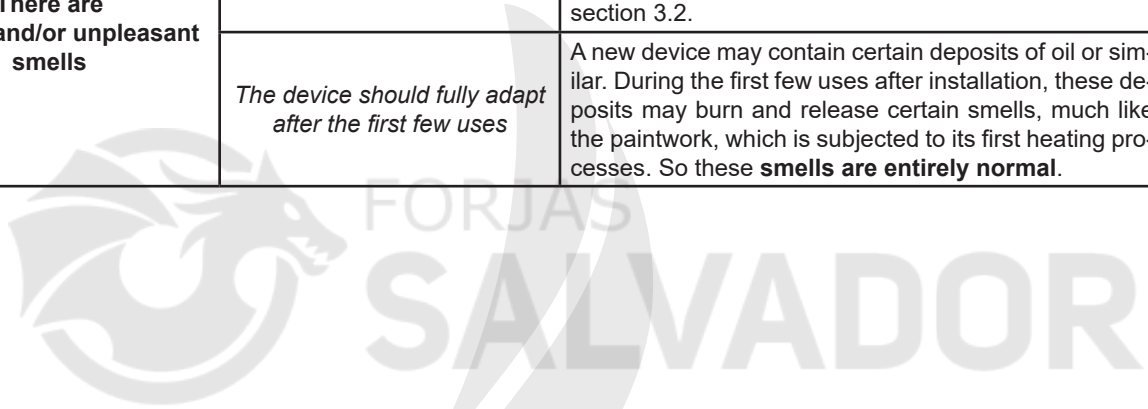 There are
and/or unpleasant
smells
section 3.2.
The device should fully adapt
after the first few uses
A new device may contain certain deposits of oil or sim-
ilar. During the first few uses after installation, these de-
posits may burn and release certain smells, much like
the paintwork, which is subjected to its first heating pro-
cesses. So these smells are entirely normal.
FORJAS
SALVADOR